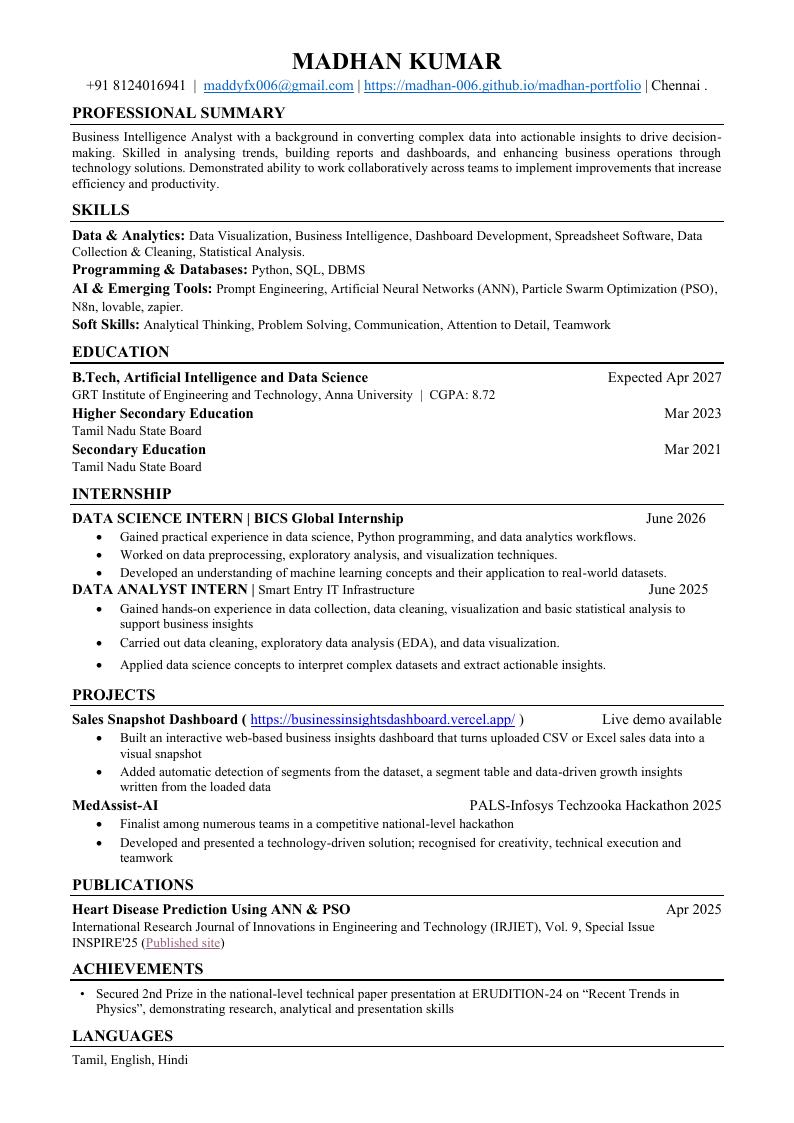 MADHAN KUMAR
+91 8124016941 | maddyfx006@gmail.com | https://madhan-006.github.io/madhan-portfolio | Chennai .
PROFESSIONAL SUMMARY
Business Intelligence Analyst with a background in converting complex data into actionable insights to drive decision-
making. Skilled in analysing trends, building reports and dashboards, and enhancing business operations through
technology solutions. Demonstrated ability to work collaboratively across teams to implement improvements that increase
efficiency and productivity.
SKILLS
Data & Analytics: Data Visualization, Business Intelligence, Dashboard Development, Spreadsheet Software, Data
Collection & Cleaning, Statistical Analysis.
Programming & Databases: Python, SQL, DBMS
AI & Emerging Tools: Prompt Engineering, Artificial Neural Networks (ANN), Particle Swarm Optimization (PSO),
N8n, lovable, zapier.
Soft Skills: Analytical Thinking, Problem Solving, Communication, Attention to Detail, Teamwork
EDUCATION
B.Tech, Artificial Intelligence and Data Science Expected Apr 2027
GRT Institute of Engineering and Technology, Anna University | CGPA: 8.72
Higher Secondary Education Mar 2023
Tamil Nadu State Board
Secondary Education Mar 2021
Tamil Nadu State Board
INTERNSHIP
DATA SCIENCE INTERN | BICS Global Internship June 2026
• Gained practical experience in data science, Python programming, and data analytics workflows.
• Worked on data preprocessing, exploratory analysis, and visualization techniques.
• Developed an understanding of machine learning concepts and their application to real-world datasets.
DATA ANALYST INTERN | Smart Entry IT Infrastructure June 2025
• Gained hands-on experience in data collection, data cleaning, visualization and basic statistical analysis to
support business insights
• Carried out data cleaning, exploratory data analysis (EDA), and data visualization.
• Applied data science concepts to interpret complex datasets and extract actionable insights.
PROJECTS
Sales Snapshot Dashboard ( https://businessinsightsdashboard.vercel.app/ ) Live demo available
• Built an interactive web-based business insights dashboard that turns uploaded CSV or Excel sales data into a
visual snapshot
• Added automatic detection of segments from the dataset, a segment table and data-driven growth insights
written from the loaded data
MedAssist-AI PALS-Infosys Techzooka Hackathon 2025
• Finalist among numerous teams in a competitive national-level hackathon
• Developed and presented a technology-driven solution; recognised for creativity, technical execution and
teamwork
PUBLICATIONS
Heart Disease Prediction Using ANN & PSO Apr 2025
International Research Journal of Innovations in Engineering and Technology (IRJIET), Vol. 9, Special Issue
INSPIRE'25 (Published site)
ACHIEVEMENTS
• Secured 2nd Prize in the national-level technical paper presentation at ERUDITION-24 on “Recent Trends in
Physics”, demonstrating research, analytical and presentation skills
LANGUAGES
Tamil, English, Hindi